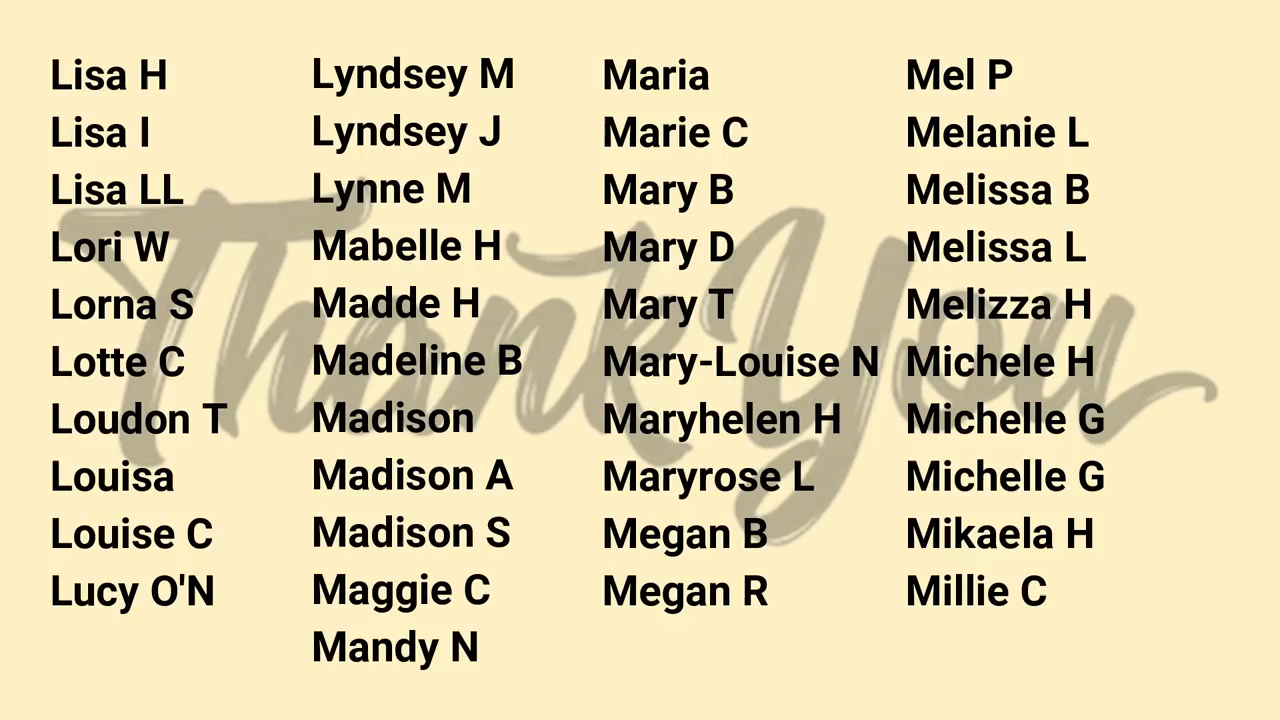 Lisa H
Lisa I
Lisa LL
Lori W
Lorna S
Lotte C
Loudon T
Louisa
Louise C
Lucy O'N
Lyndsey M
Lyndsey J
Lynne M
Mabelle H
Madde H
Madeline B
Madison
Madison A
Madison S
Maggie C
Mandy N
Maria
Marie C
Mary B
Mary D
Mary T
Mary-Louise N
Maryhelen H
Maryrose L
Megan B
Megan R
Mel P
Melanie L
Melissa B
Melissa L
Melizza H
Michele H
Michelle G
Michelle G
Mikaela H
Millie C
Thank You